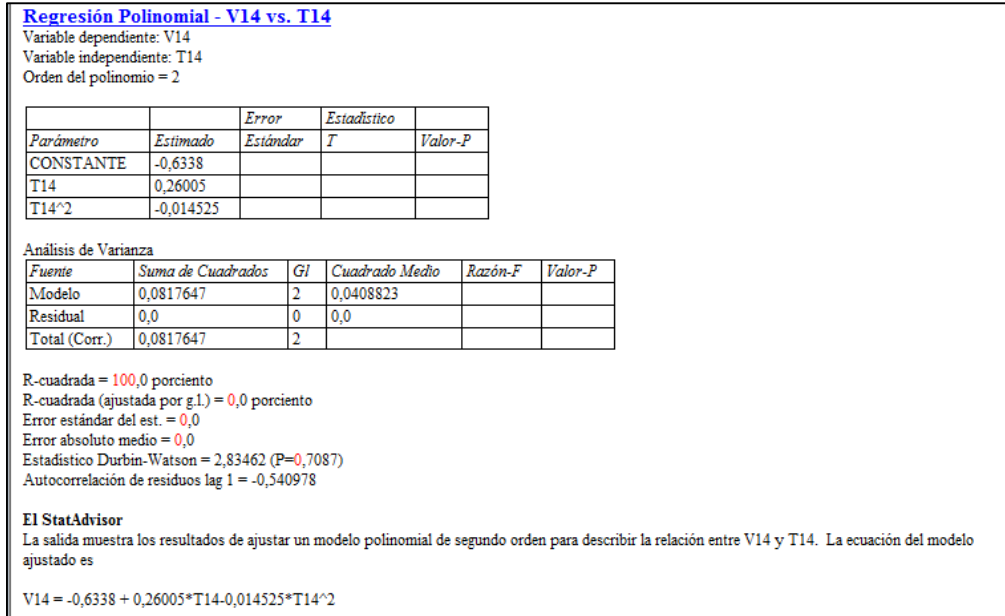 Regresión Polinomial - V14 vs. T14
Variable dependiente: V14
Variable independiente: T14
Orden del polinomio = 2
Error Estadístico
Parámetro Estimado Estándar T Valor-P
CONSTANTE -0,6338
T14 0,26005
T14^2 -0,014525
Análisis de Varianza
Fuente Suma de Cuadrados Gl Cuadrado Medio Razón-F Valor-P
Modelo 0,0817647 2 0,0408823
Residual 0,0 0 0,0
Total (Corr.) 0,0817647 2
R-cuadrada = 100,0 porciento
R-cuadrada (ajustada por g.l.) = 0,0 porciento
Error estándar del est. = 0,0
Error absoluto medio = 0,0
Estadístico Durbin-Watson = 2,83462 (P=0,7087)
Autocorrelación de residuos lag 1 = -0,540978
El StatAdvisor
La salida muestra los resultados de ajustar un modelo polinomial de segundo orden para describir la relación entre V14 y T14.  La ecuación del modelo
ajustado es
V14 = -0,6338 + 0,26005*T14-0,014525*T14^2